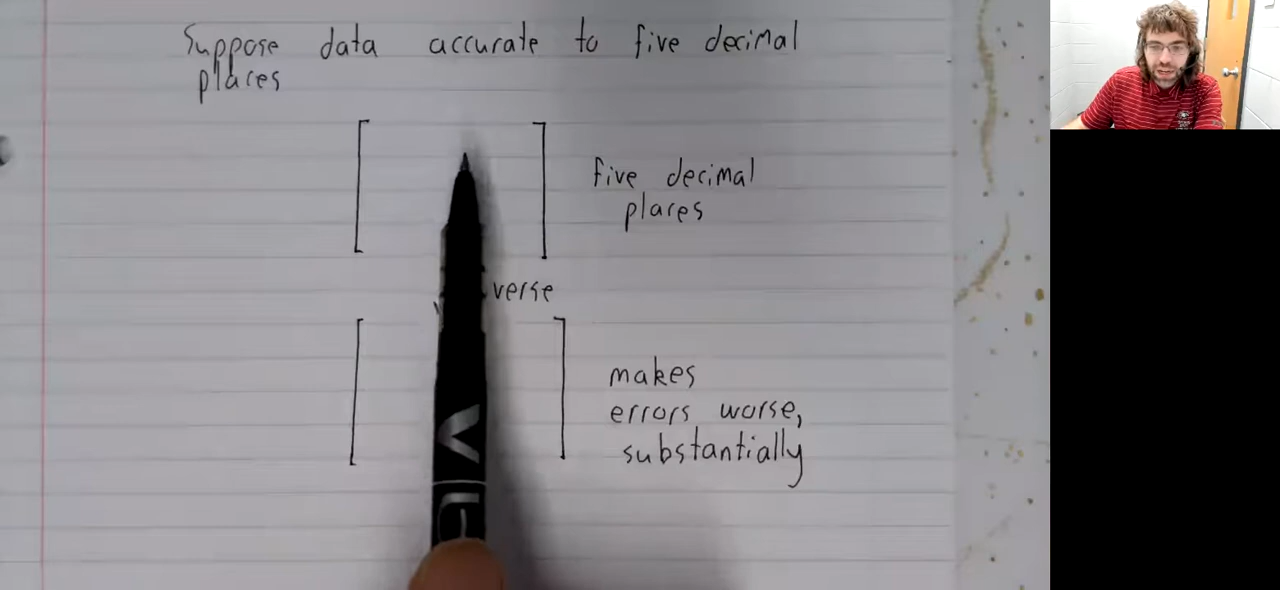 Suppose data accurate to five decimal
places
five decimal
places
verse
makes
errors worse,
substantially